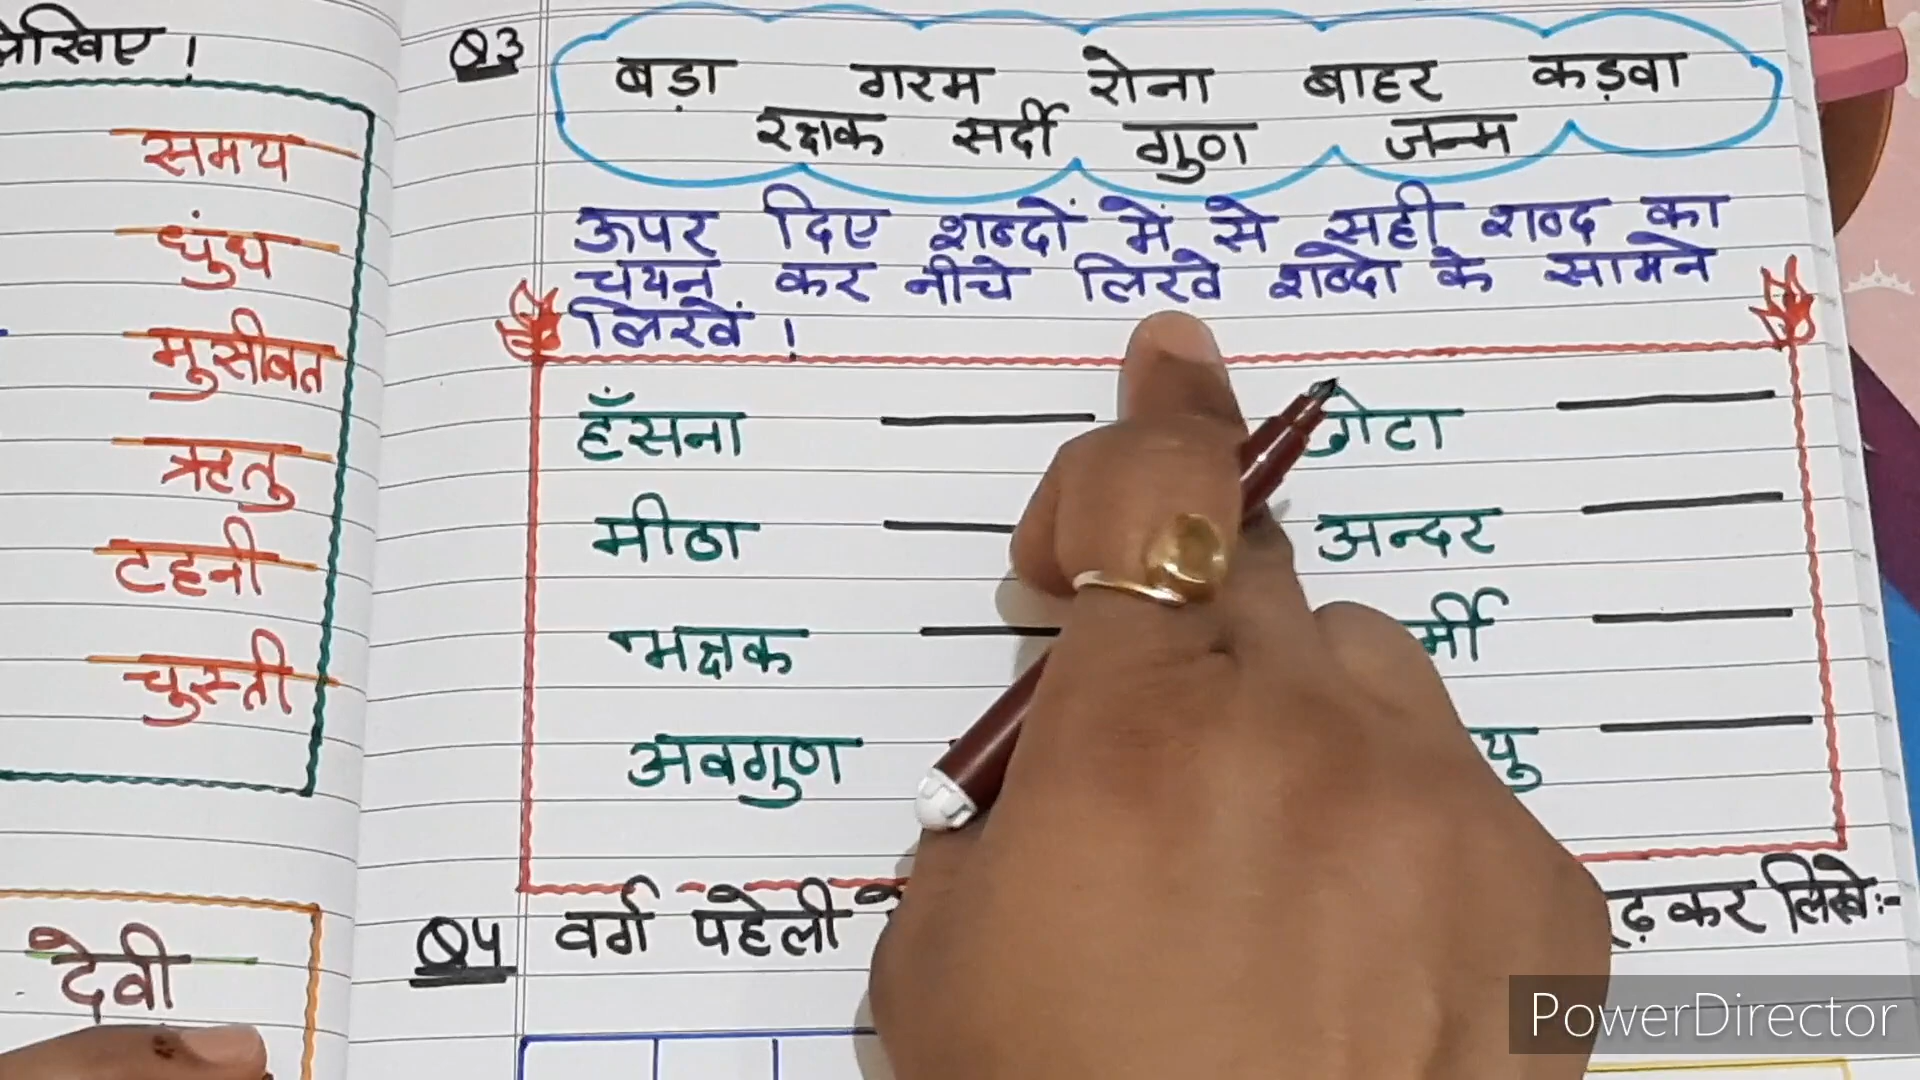 लेखिए।
समय
धुंध
मुसीबत
ऋतु
टहनी
चुस्ती
देवी
Q3
बड़ा गरम रोना बाहर कड़वा
रक्षक सर्दी गुण जन्म
ऊपर दिए शब्दों में से सही शब्द का
चयन कर नीचे लिखे शब्दो के सामने
लिखें।
हँसना छोटा
मीठा अन्दर
भक्षक र्मी
अवगुण यु
Q4 वर्ग पहेली ढ़कर लिखे:-
PowerDirector